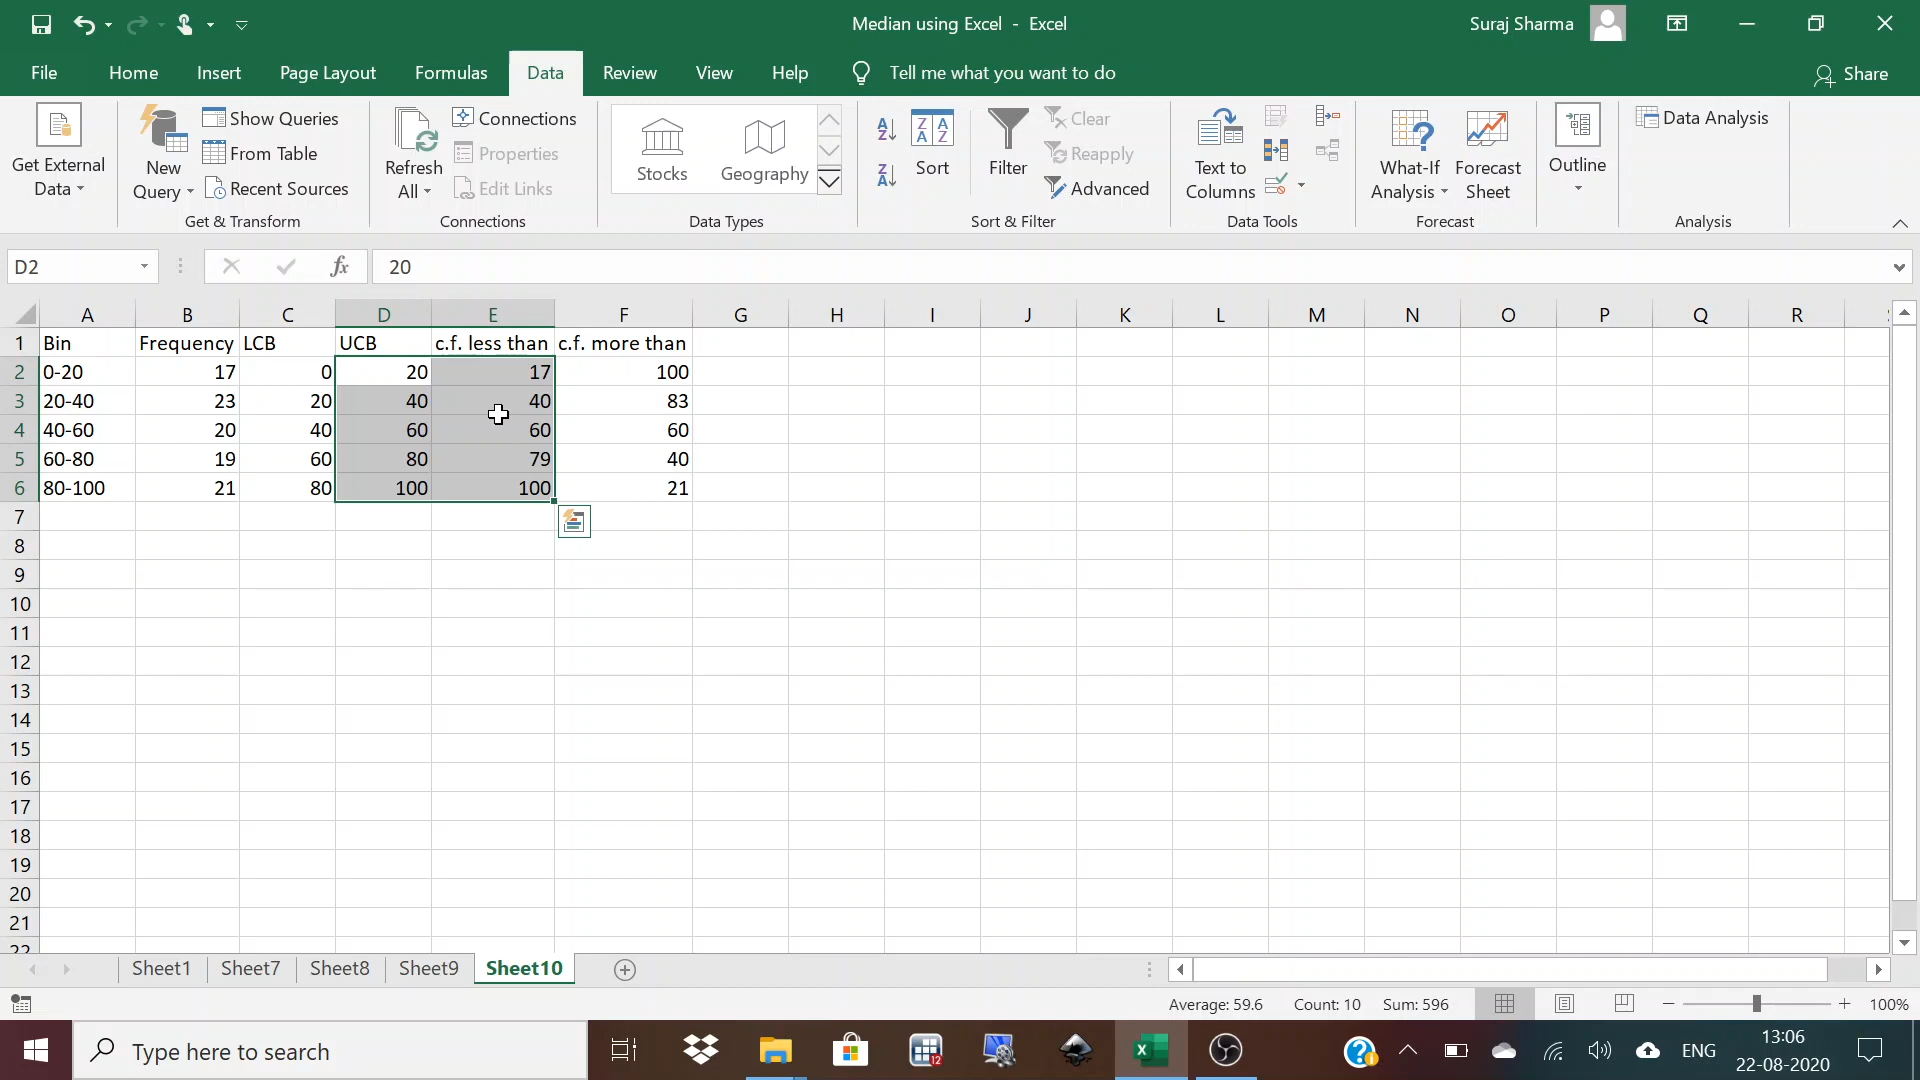 Median using Excel - Excel
Suraj Sharma
File Home Insert Page Layout Formulas Data Review View Help Tell me what you want to do Share
Get External Data
New Query
Show Queries
From Table
Recent Sources
Get & Transform
Refresh All
Connections
Properties
Edit Links
Connections
Stocks
Geography
Data Types
Sort
Filter
Clear
Reapply
Advanced
Sort & Filter
Text to Columns
Data Tools
What-If Analysis
Forecast Sheet
Forecast
Outline
Data Analysis
Analysis
D2 fx 20
A B C D E F G H I J K L M N O P Q R
1 Bin Frequency LCB UCB c.f. less than c.f. more than
2 0-20 17 0 20 17 100
3 20-40 23 20 40 40 83
4 40-60 20 40 60 60 60
5 60-80 19 60 80 79 40
6 80-100 21 80 100 100 21
7
8
9
10
11
12
13
14
15
16
17
18
19
20
21
22
Sheet1 Sheet7 Sheet8 Sheet9 Sheet10
Average: 59.6 Count: 10 Sum: 596 100%
Type here to search
12
ENG
13:06
22-08-2020